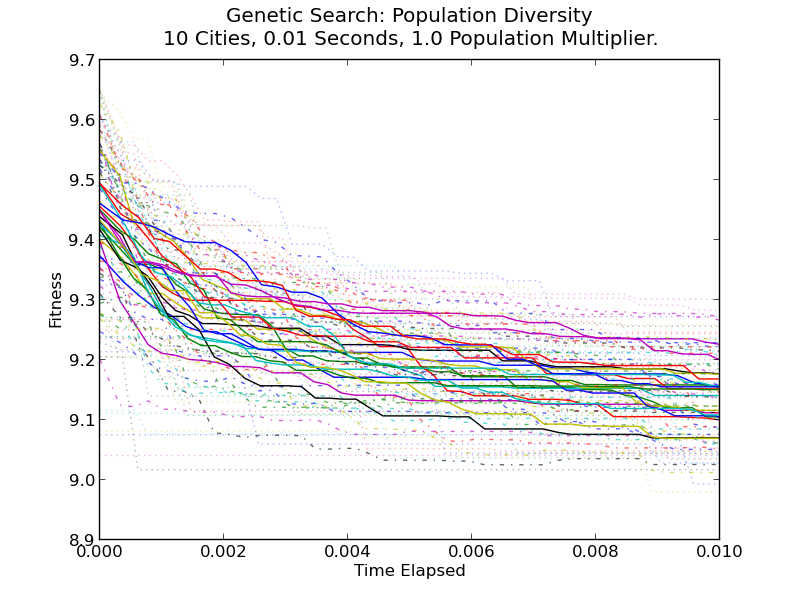 Genetic Search: Population Diversity
10 Cities, 0.01 Seconds, 1.0 Population Multiplier.
9.7
9.6
9.5
9.4
9.3
9.2
9.1
9.0
8.9
Fitness
0.000 0.002 0.004 0.006 0.008 0.010
Time Elapsed